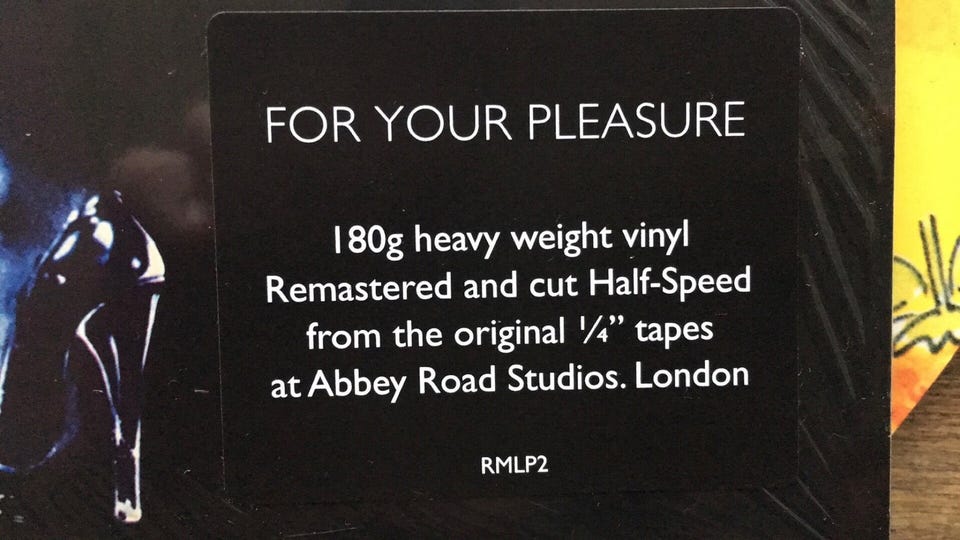 FOR YOUR PLEASURE
180g heavy weight vinyl
Remastered and cut Half-Speed
from the original ¼” tapes
at Abbey Road Studios. London
RMLP2